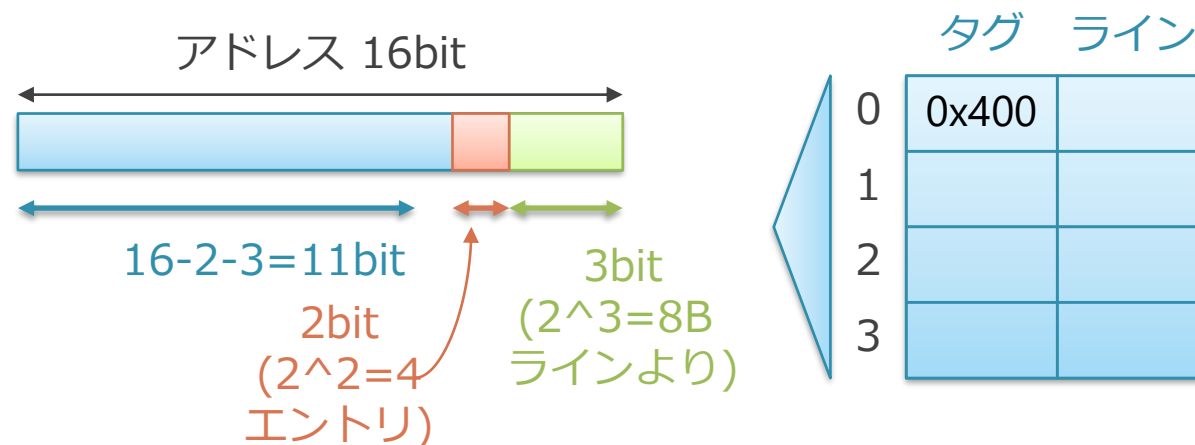 アドレス 16bit
16-2-3=11bit
2bit
(2^2=4
エントリ)
3bit
(2^3=8B
ラインより)
タグ ライン
0 0x400
1
2
3